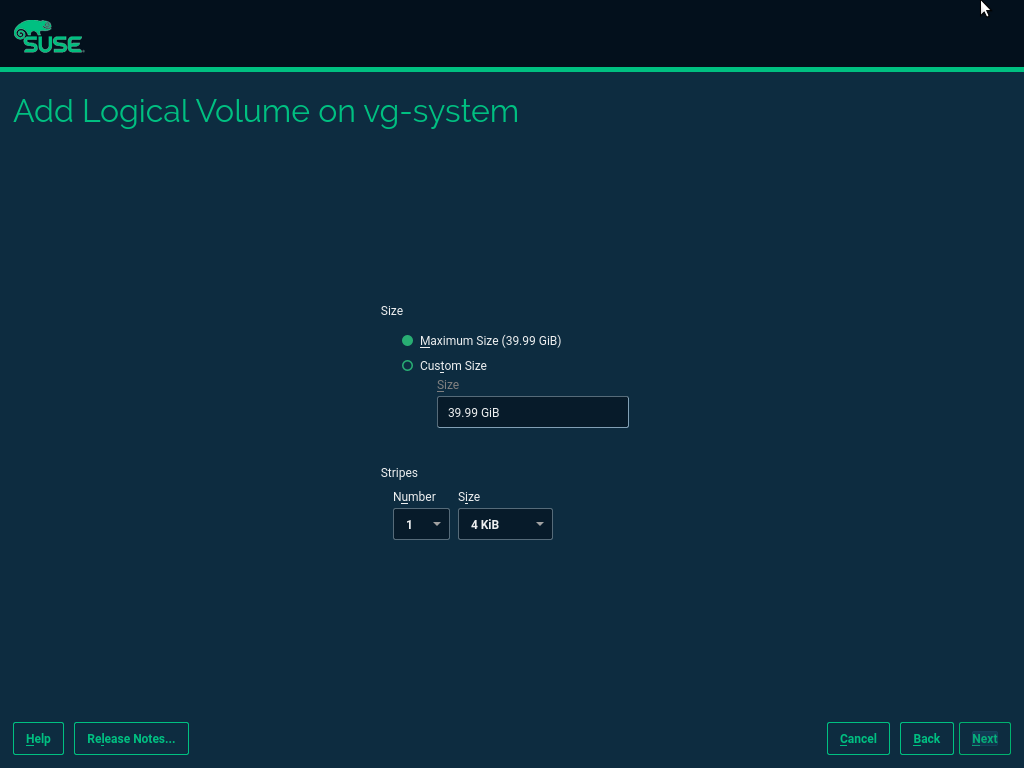 SUSE
Add Logical Volume on vg-system
Size
Maximum Size (39.99 GiB)
Custom Size
Size
39.99 GiB
Stripes
Number Size
1 4 KiB
Help Release Notes... Cancel Back Next